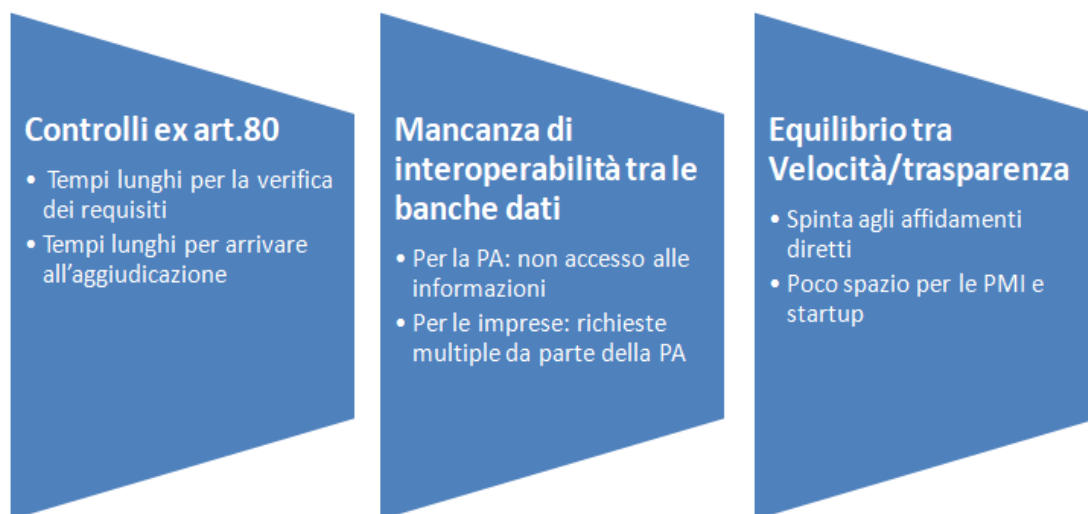 Controlli ex art.80
• Tempi lunghi per la verifica
dei requisiti
• Tempi lunghi per arrivare
all'aggiudicazione
Mancanza di
interoperabilità tra le
banche dati
• Per la PA: non accesso alle
informazioni
• Per le imprese: richieste
multiple da parte della PA
Equilibrio tra
Velocità/trasparenza
• Spinta agli affidamenti
diretti
• Poco spazio per le PMI e
startup